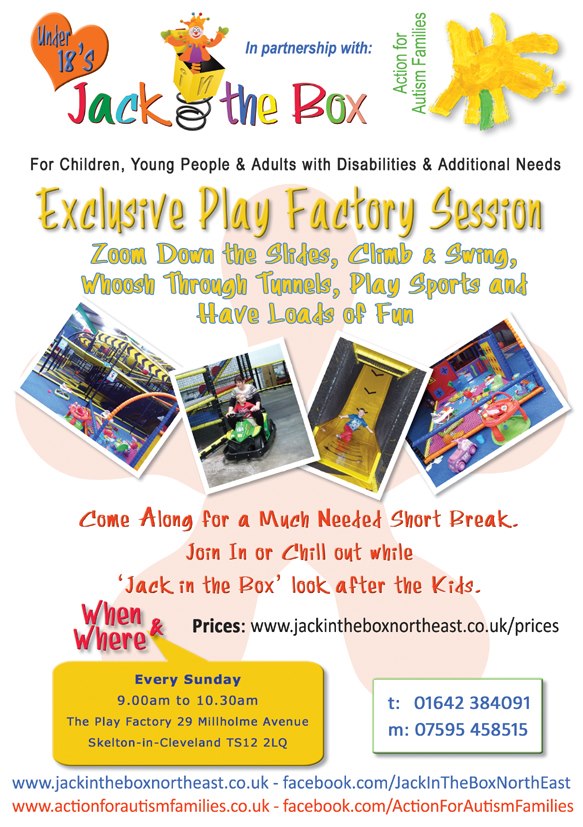 Under
18's
Jack the Box
In partnership with:
Action for
Autism Families
For Children, Young People & Adults with Disabilities & Additional Needs
Exclusive Play Factory Session
Zoom Down the Slides, Climb & Swing,
Whoosh Through Tunnels, Play Sports and
Have Loads of Fun
Come Along for a Much Needed Short Break.
Join In or Chill out while
'Jack in the Box' look after the Kids.
When &
Where
Prices: www.jackintheboxnortheast.co.uk/prices
Every Sunday
9.00am to 10.30am
The Play Factory 29 Millholme Avenue
Skelton-in-Cleveland TS12 2LQ
t: 01642 384091
m: 07595 458515
www.jackintheboxnortheast.co.uk - facebook.com/JackInTheBoxNorthEast
www.actionforautismfamilies.co.uk - facebook.com/ActionForAutismFamilies